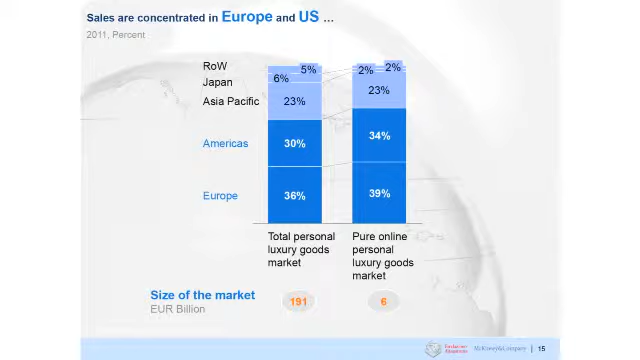 Sales are concentrated in Europe and US ...
2011, Percent
RoW
5%
2%
2%
Japan
6%
Asia Pacific
23%
23%
Americas
30%
34%
Europe
36%
39%
Total personal
luxury goods
market
Pure online
personal
luxury goods
market
Size of the market
EUR Billion
191
6
McKinsey&Company | 15